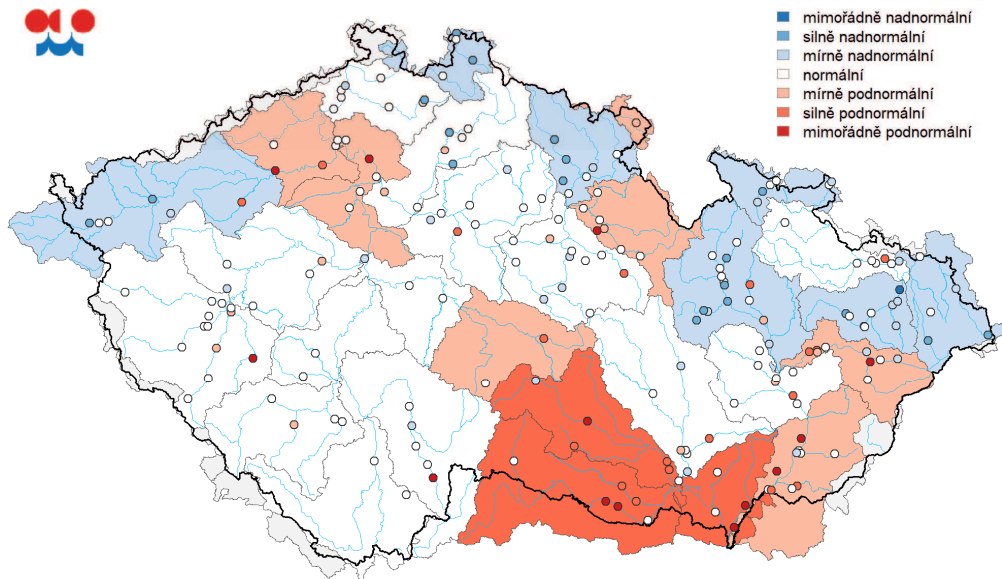 mimořádně nadnormální
silně nadnormální
mírně nadnormální
normální
mírně podnormální
silně podnormální
mimořádně podnormální